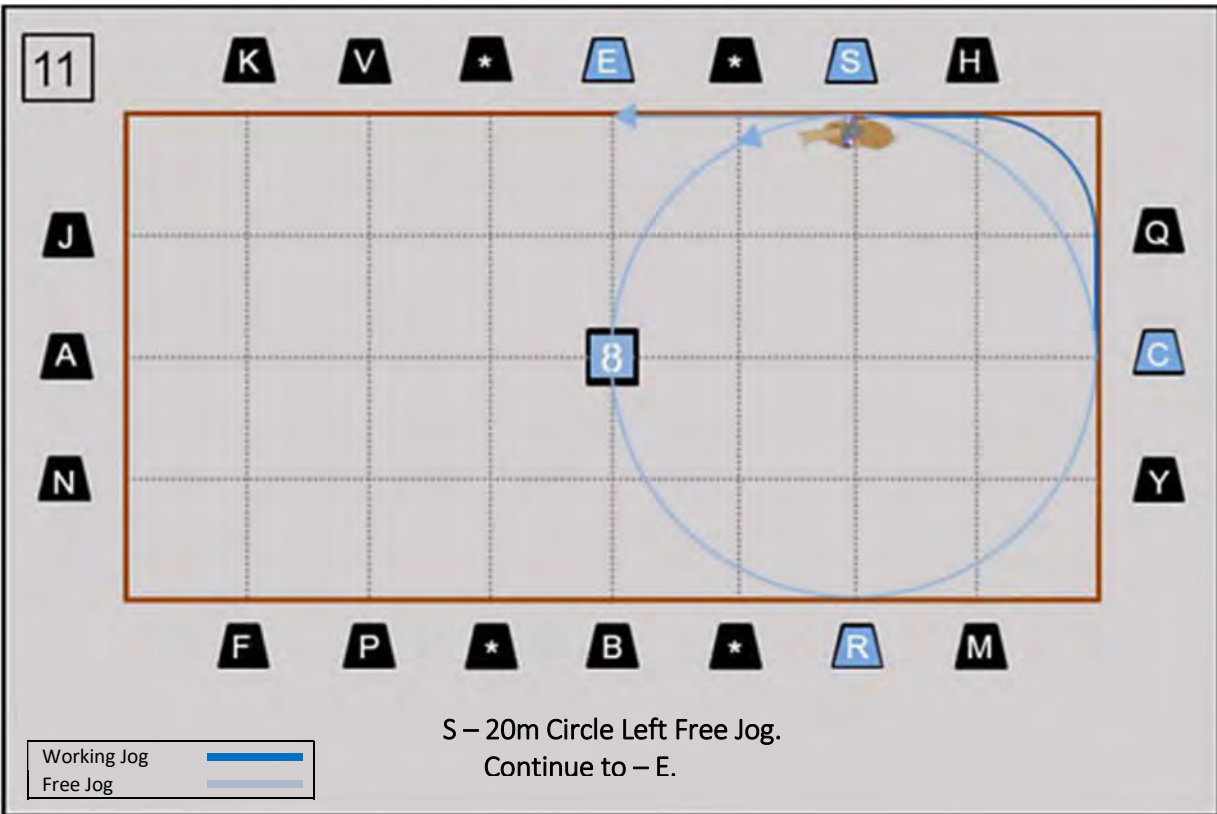 11
K V * E * S H
J Q
8
A C
N Y
F P * B * R M
S – 20m Circle Left Free Jog.
Continue to – E.
Working Jog
Free Jog